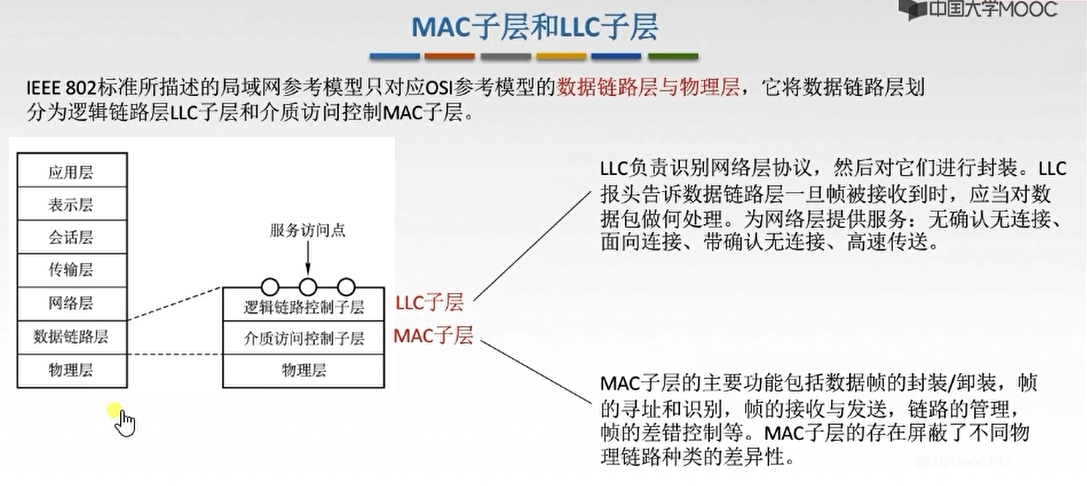 中国大学MOOC
MAC子层和LLC子层
IEEE 802标准所描述的局域网参考模型只对应OSI参考模型的数据链路层与物理层，它将数据链路层划
分为逻辑链路层LLC子层和介质访问控制MAC子层。
应用层
表示层
会话层
传输层
网络层
数据链路层
物理层
服务访问点
逻辑链路控制子层
介质访问控制子层
物理层
LLC子层
MAC子层
LLC负责识别网络层协议，然后对它们进行封装。LLC
报头告诉数据链路层一旦帧被接收到时，应当对数
据包做何处理。为网络层提供服务：无确认无连接、
面向连接、带确认无连接、高速传送。
MAC子层的主要功能包括数据帧的封装/卸装，帧
的寻址和识别，帧的接收与发送，链路的管理，
帧的差错控制等。MAC子层的存在屏蔽了不同物
理链路种类的差异性。